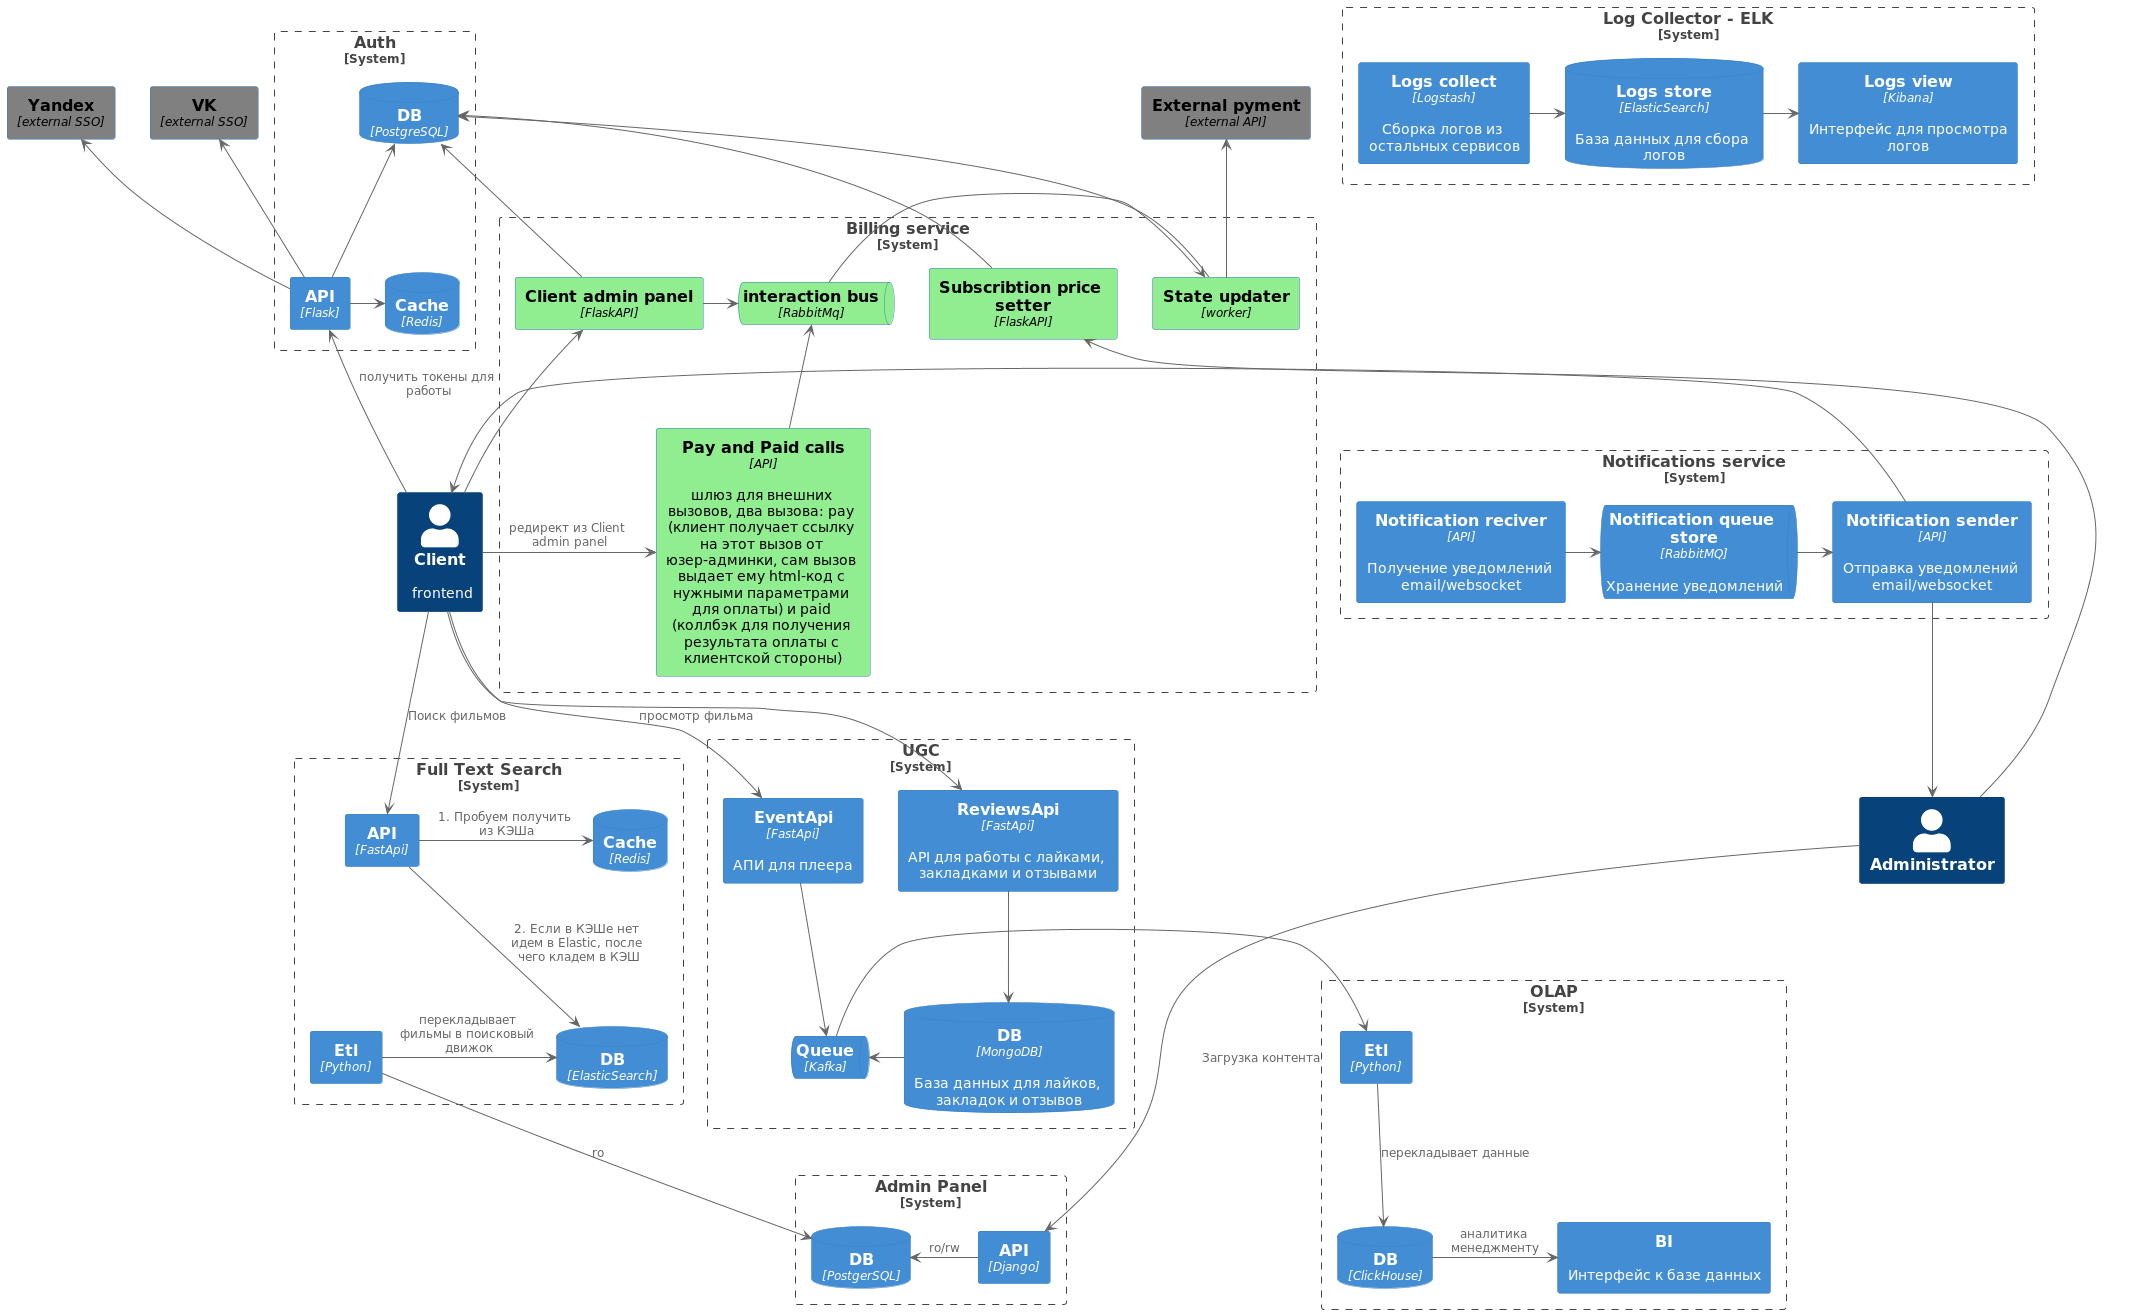 Log Collector - ELK
[System]
Logs collect
[Logstash]
Сборка логов из
остальных сервисов
Logs store
[ElasticSearch]
База данных для сбора
логов
Logs view
[Kibana]
Интерфейс для просмотра
логов
Auth
[System]
DB
[PostgreSQL]
API
[Flask]
Cache
[Redis]
Yandex
[external SSO]
VK
[external SSO]
External pyment
[external API]
Billing service
[System]
Client admin panel
[FlaskAPI]
interaction bus
[RabbitMq]
Subscribtion price
setter
[FlaskAPI]
State updater
[worker]
получить токены для
работы
Pay and Paid calls
[API]
шлюз для внешних
вызовов, два вызова: pay
(клиент получает ссылку
на этот вызов от
юзер-админки, сам вызов
выдает ему html-код с
нужными параметрами
для оплаты) и paid
(коллбэк для получения
результата оплаты с
клиентской стороны)
Client
frontend
редирект из Client
admin panel
Notifications service
[System]
Notification reciver
[API]
Получение уведомлений
email/websocket
Notification queue
store
[RabbitMQ]
Хранение уведомлений
Notification sender
[API]
Отправка уведомлений
email/websocket
Поиск фильмов
просмотр фильма
Full Text Search
[System]
API
[FastApi]
1. Пробуем получить
из КЭШа
Cache
[Redis]
2. Если в КЭШе нет
идем в Elastic, после
чего кладем в КЭШ
Etl
[Python]
перекладывает
фильмы в поисковый
движок
DB
[ElasticSearch]
UGC
[System]
EventApi
[FastApi]
АПИ для плеера
ReviewsApi
[FastApi]
API для работы с лайками,
закладками и отзывами
Queue
[Kafka]
DB
[MongoDB]
База данных для лайков,
закладок и отзывов
Administrator
Загрузка контента
OLAP
[System]
Etl
[Python]
перекладывает данные
DB
[ClickHouse]
аналитика
менеджменту
BI
Интерфейс к базе данных
ro
Admin Panel
[System]
DB
[PostgerSQL]
ro/rw
API
[Django]